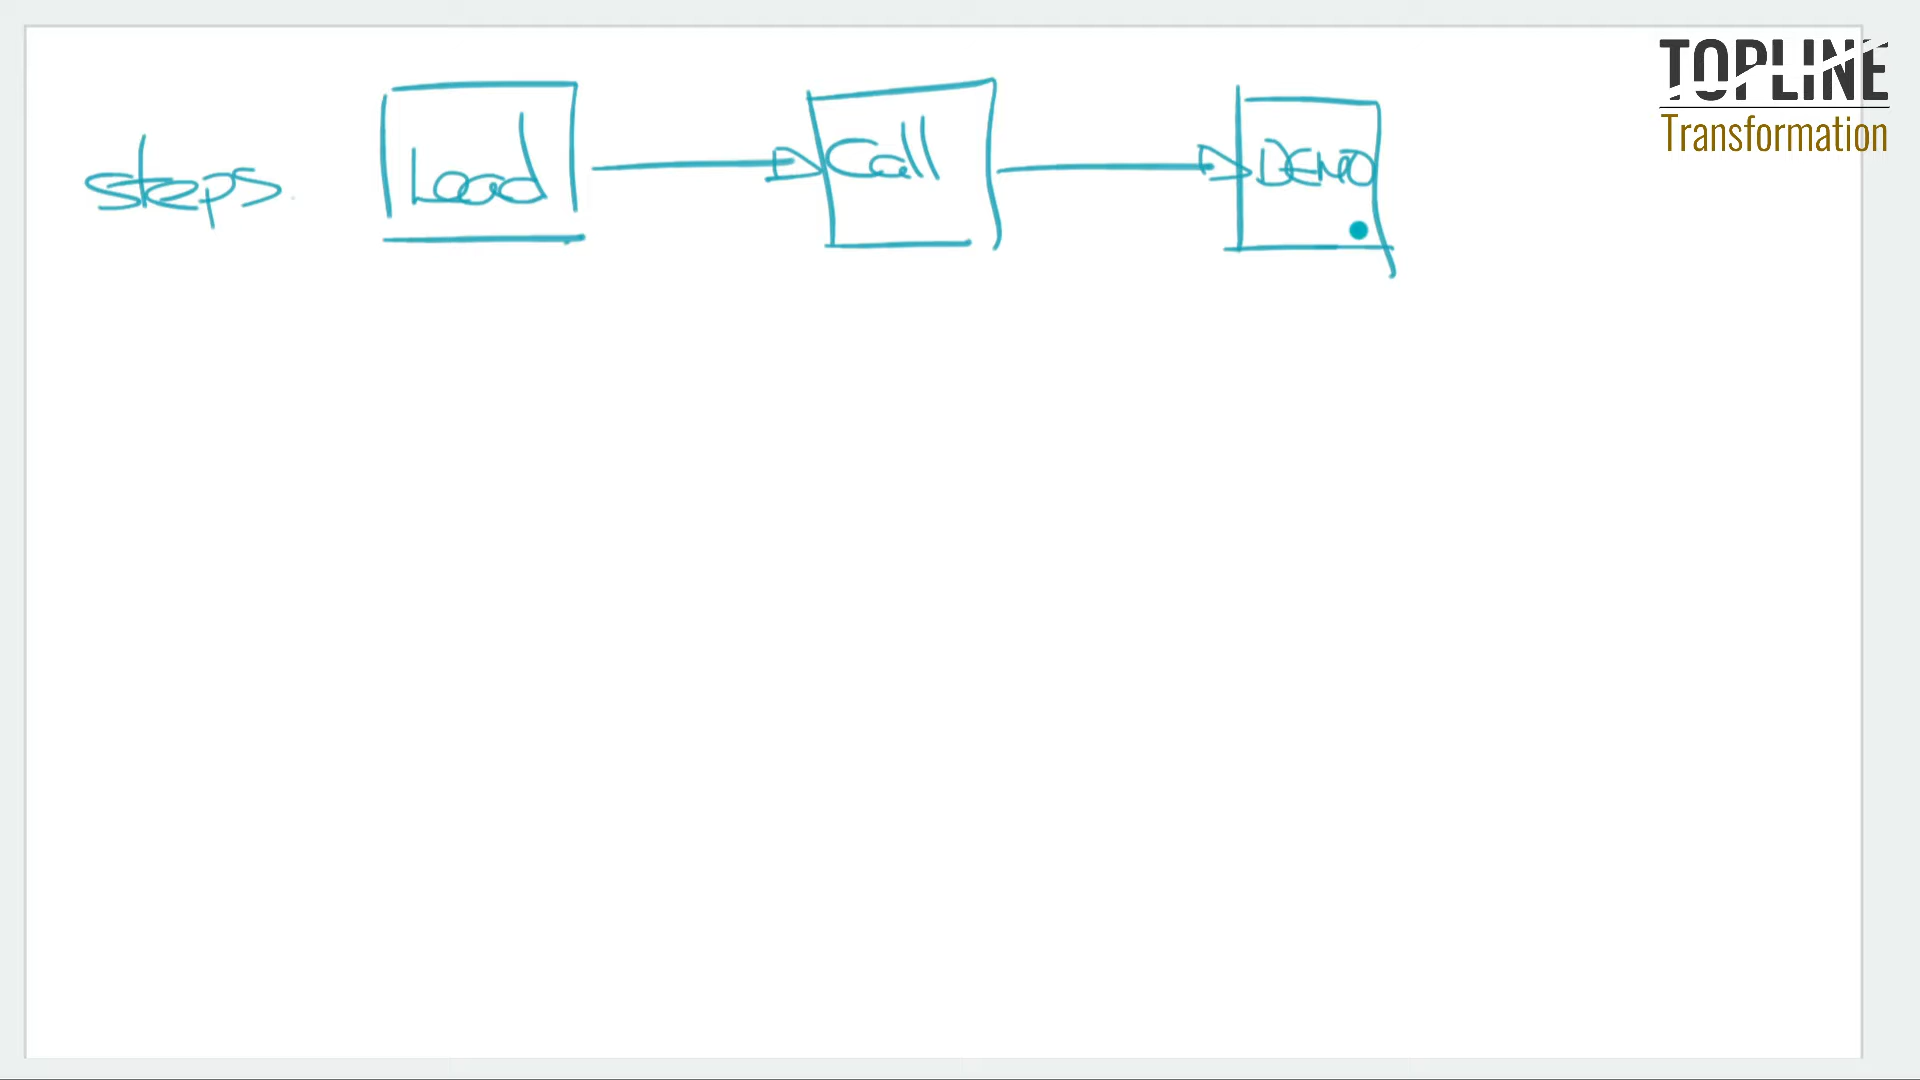 TOPLINE
Transformation
steps.
Lead
Call
DEMO